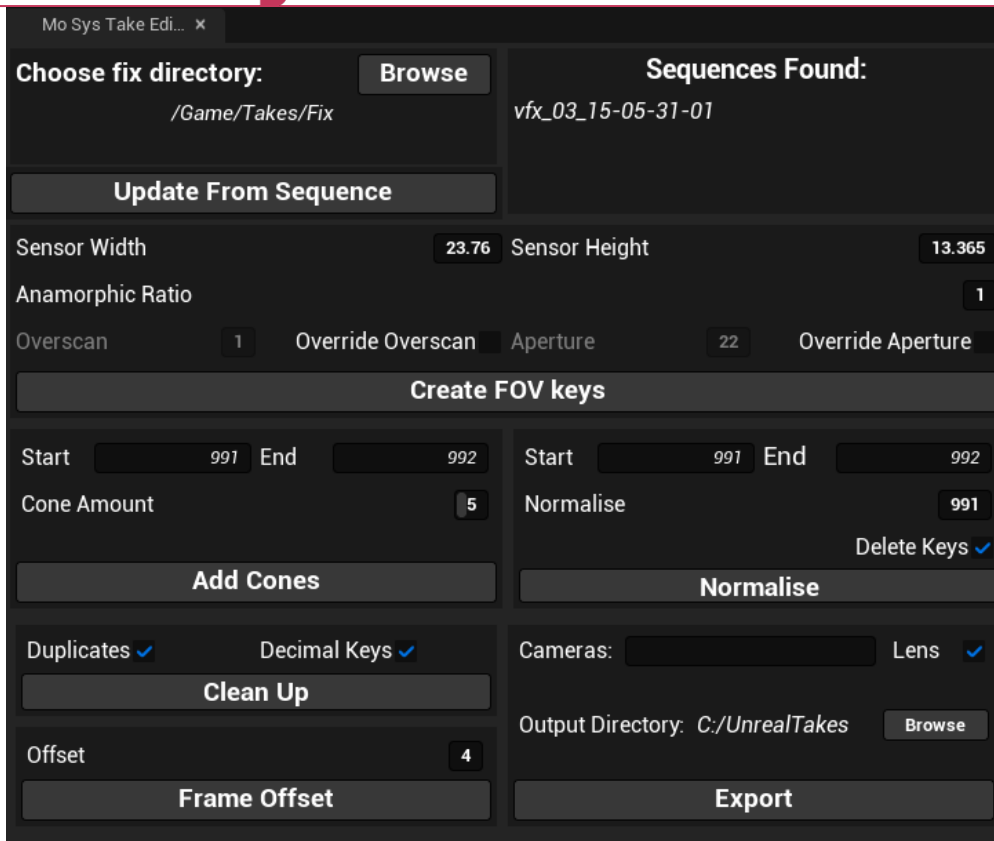 Mo Sys Take Edi... ×
Choose fix directory: Browse
/Game/Takes/Fix
Update From Sequence
Sequences Found:
vfx_03_15-05-31-01
Sensor Width 23.76 Sensor Height 13.365
Anamorphic Ratio 1
Overscan 1 Override Overscan Aperture 22 Override Aperture
Create FOV keys
Start 991 End 992
Cone Amount 5
Add Cones
Start 991 End 992
Normalise 991
Delete Keys
Normalise
Duplicates Decimal Keys
Clean Up
Offset 4
Frame Offset
Cameras: Lens
Output Directory: C:/UnrealTakes Browse
Export